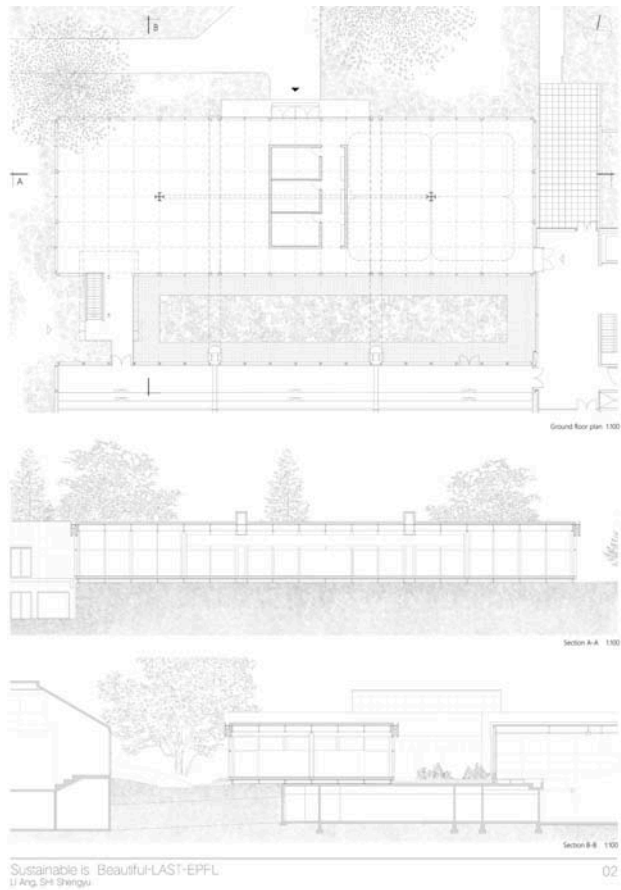 B
A
Ground floor plan 1:100
Section A-A 1:100
Section B-B 1:100
Sustainable is Beautiful-LAST-EPFL
02
LI Ang, SHI Shengyu